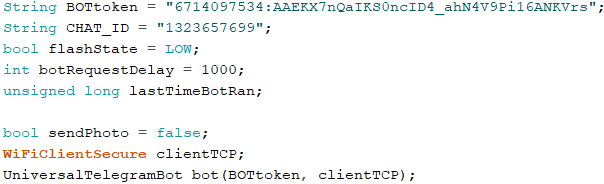 String BOTtoken = "6714097534:AAEKX7nQaIKS0ncID4_ahN4V9Pi16ANKVrs";
String CHAT_ID = "1323657699";
bool flashState = LOW;
int botRequestDelay = 1000;
unsigned long lastTimeBotRan;
bool sendPhoto = false;
WiFiClientSecure clientTCP;
UniversalTelegramBot bot(BOTtoken, clientTCP);